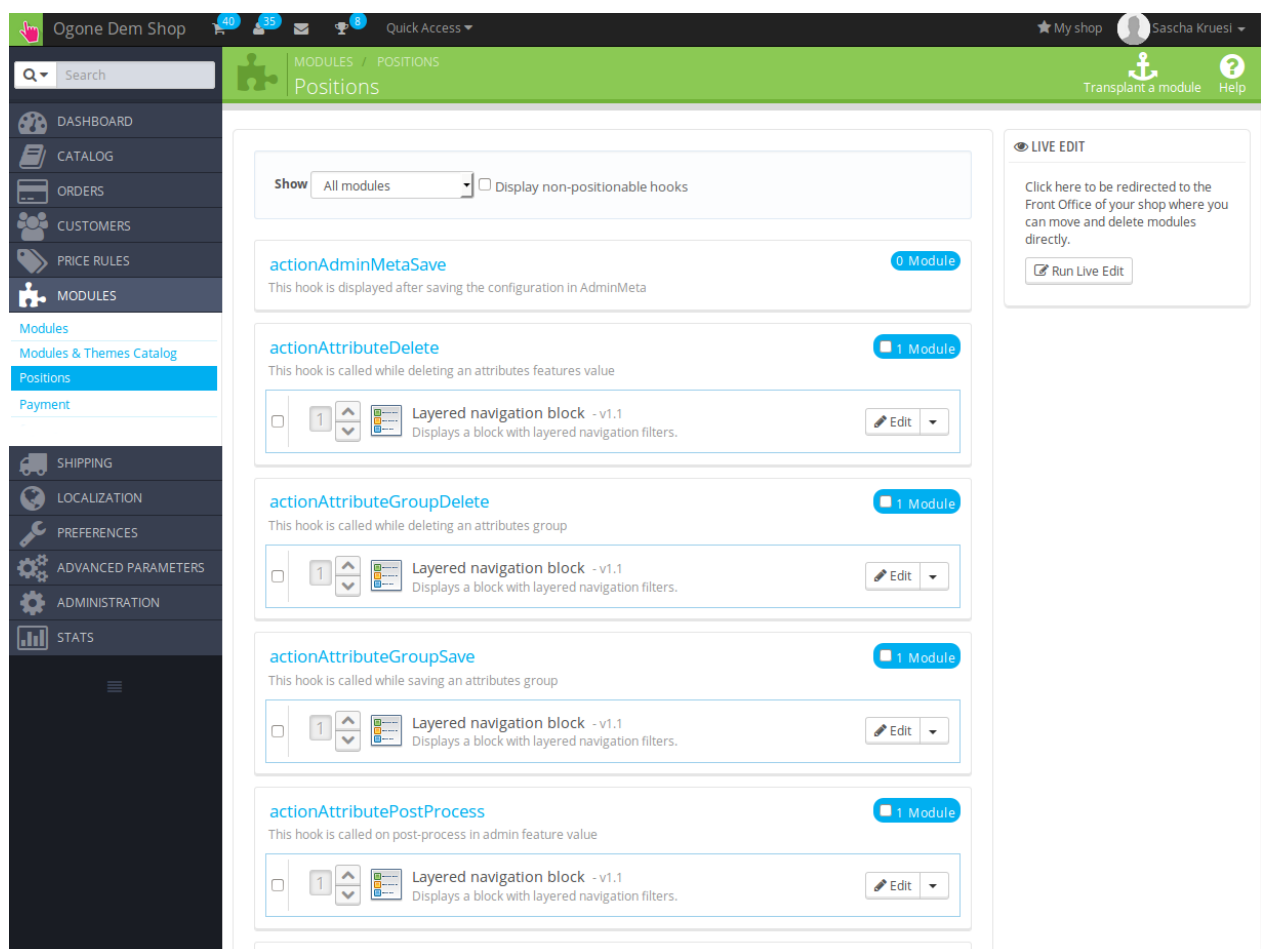 Ogone Dem Shop 40 35 8 Quick Access My shop Sascha Kruesi
Search
MODULES / POSITIONS
Positions
Transplant a module Help
DASHBOARD
CATALOG
ORDERS
CUSTOMERS
PRICE RULES
MODULES
Modules
Modules & Themes Catalog
Positions
Payment
SHIPPING
LOCALIZATION
PREFERENCES
ADVANCED PARAMETERS
ADMINISTRATION
STATS
Show All modules Display non-positionable hooks
actionAdminMetaSave 0 Module
This hook is displayed after saving the configuration in AdminMeta
actionAttributeDelete 1 Module
This hook is called while deleting an attributes features value
1 Layered navigation block - v1.1
Displays a block with layered navigation filters.
Edit
actionAttributeGroupDelete 1 Module
This hook is called while deleting an attributes group
1 Layered navigation block - v1.1
Displays a block with layered navigation filters.
Edit
actionAttributeGroupSave 1 Module
This hook is called while saving an attributes group
1 Layered navigation block - v1.1
Displays a block with layered navigation filters.
Edit
actionAttributePostProcess 1 Module
This hook is called on post-process in admin feature value
1 Layered navigation block - v1.1
Displays a block with layered navigation filters.
Edit
LIVE EDIT
Click here to be redirected to the
Front Office of your shop where you
can move and delete modules
directly.
Run Live Edit